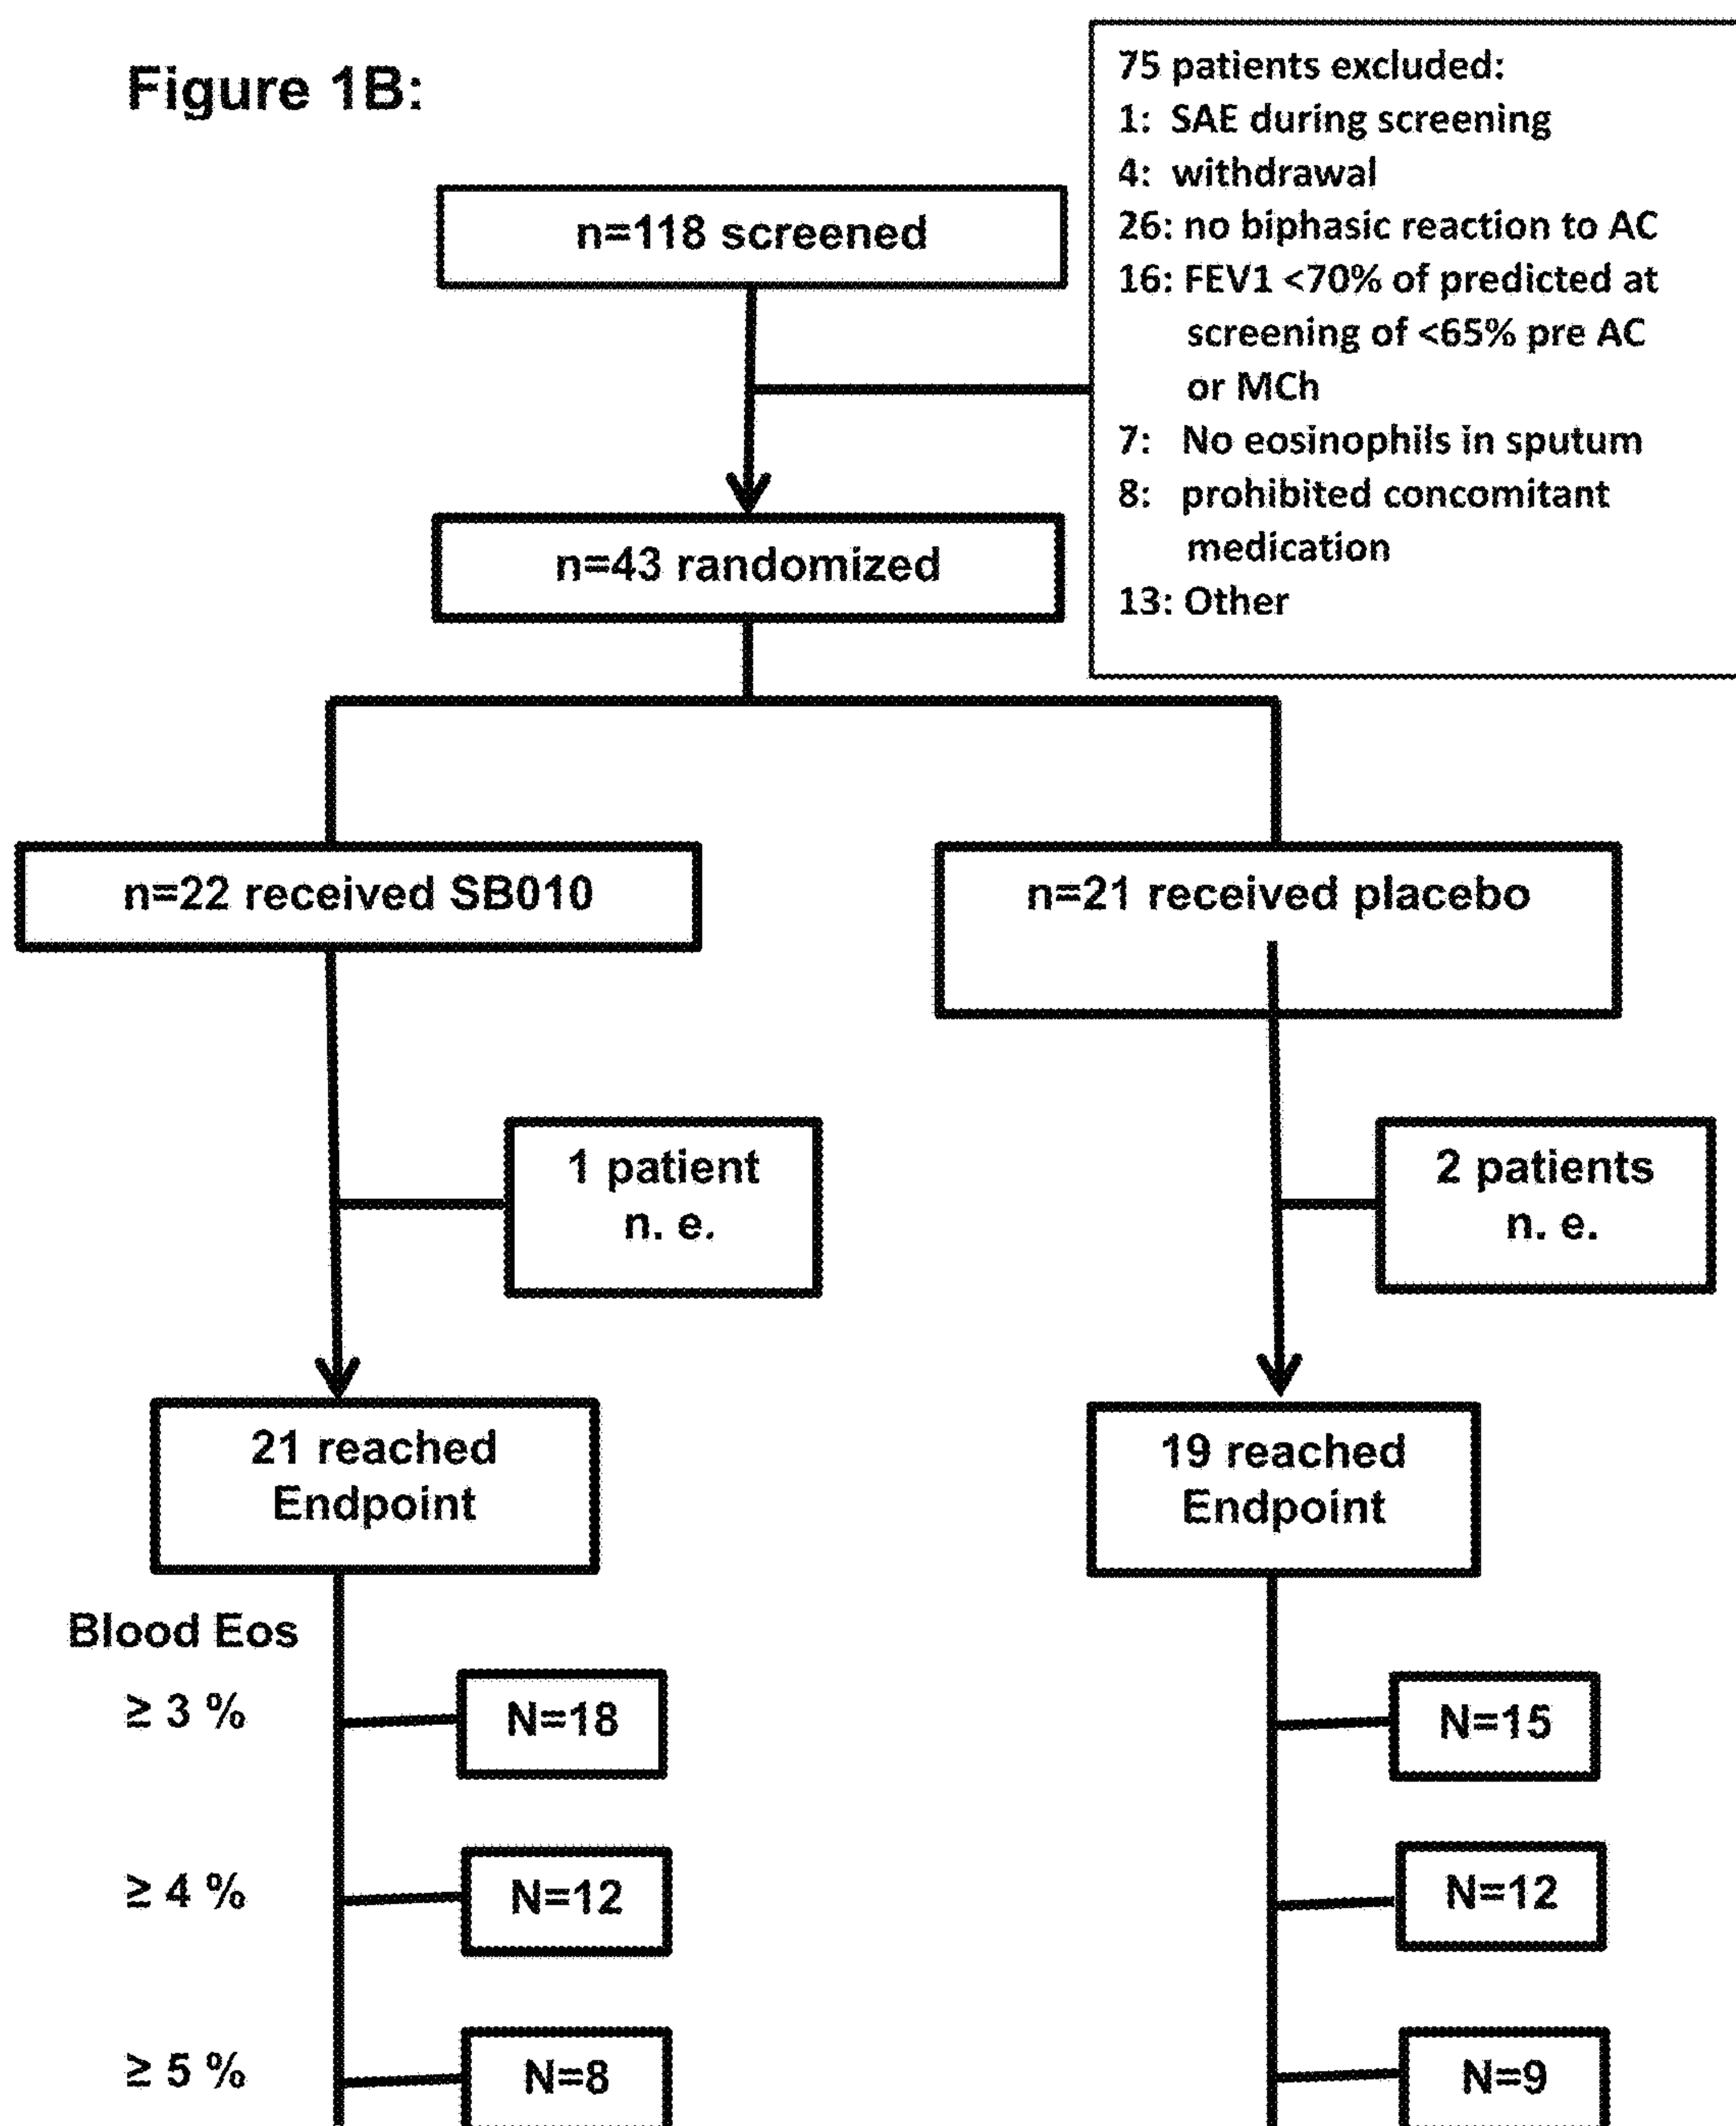 Figure 1B:
75 patients excluded:
1: SAE during screening
4: withdrawal
26: no biphasic reaction to AC
16: FEV1 <70% of predicted at
screening of <65% pre AC
or MCh
7: No eosinophils in sputum
8: prohibited concomitant
medication
13: Other
n=118 screened
n=43 randomized
n=22 received SB010
n=21 received placebo
1 patient
n. e.
2 patients
n. e.
21 reached
Endpoint
19 reached
Endpoint
Blood Eos
≥ 3 %
N=18
N=15
≥ 4 %
N=12
N=12
≥ 5 %
N=8
N=9